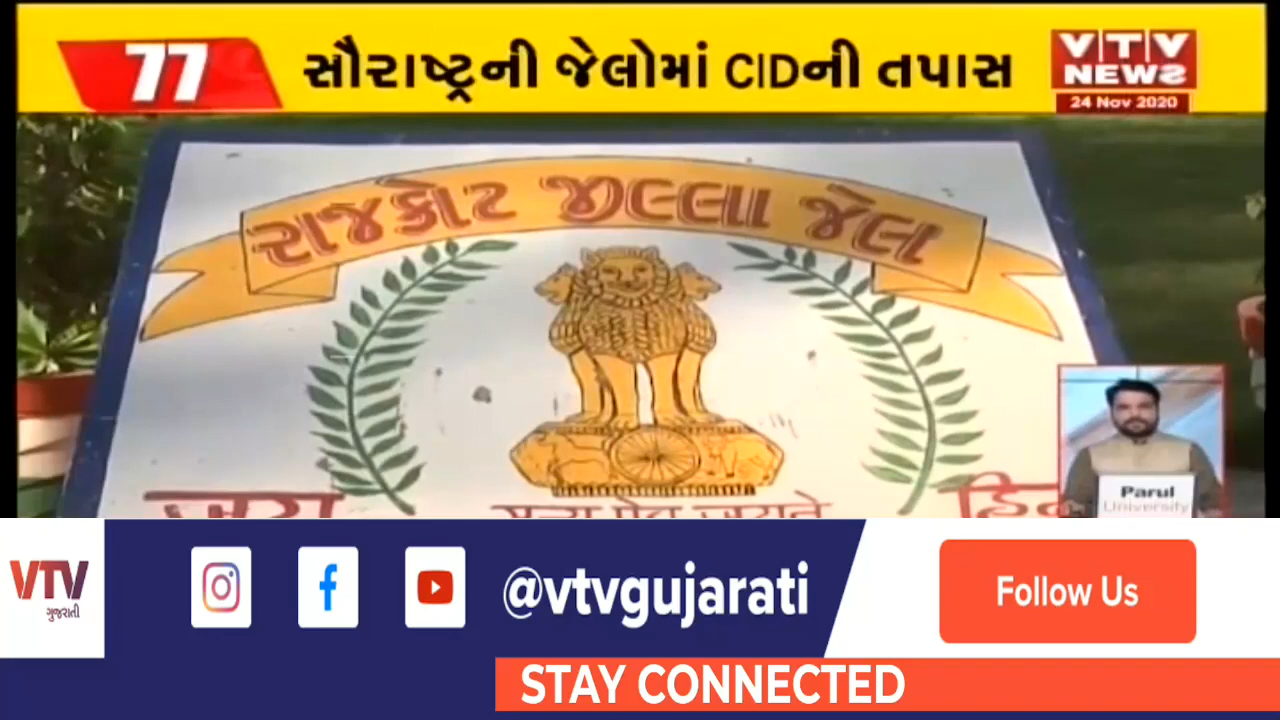 77
સૌરાષ્ટ્રની જેલોમાં CIDની તપાસ
VTV
NEWS
24 Nov 2020
રાજકોટ જીલ્લા જેલ
Parul
University
VTV
ગુજરાતી
@vtvgujarati
Follow Us
STAY CONNECTED